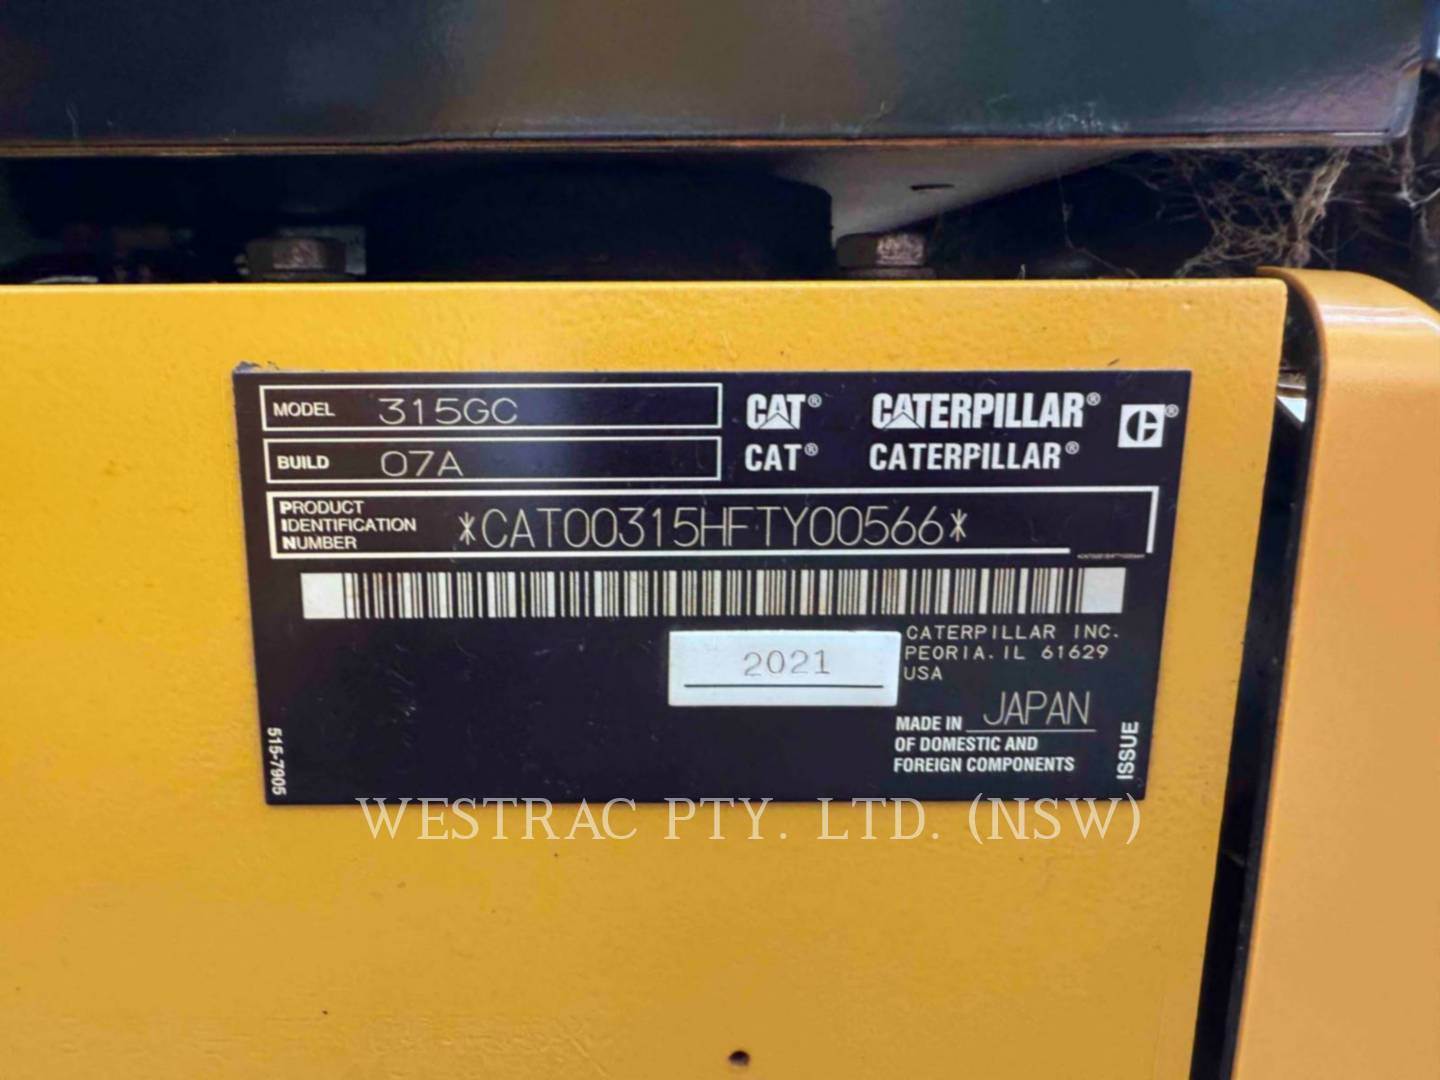 MODEL 315GC
BUILD 07A
CAT® CATERPILLAR®
CAT® CATERPILLAR®
PRODUCT
IDENTIFICATION
NUMBER
*CAT00315HFTY00566*
2021
CATERPILLAR INC.
PEORIA. IL 61629
USA
MADE IN JAPAN
OF DOMESTIC AND
FOREIGN COMPONENTS
515-7905
ISSUE
WESTRAC PTY. LTD. (NSW)